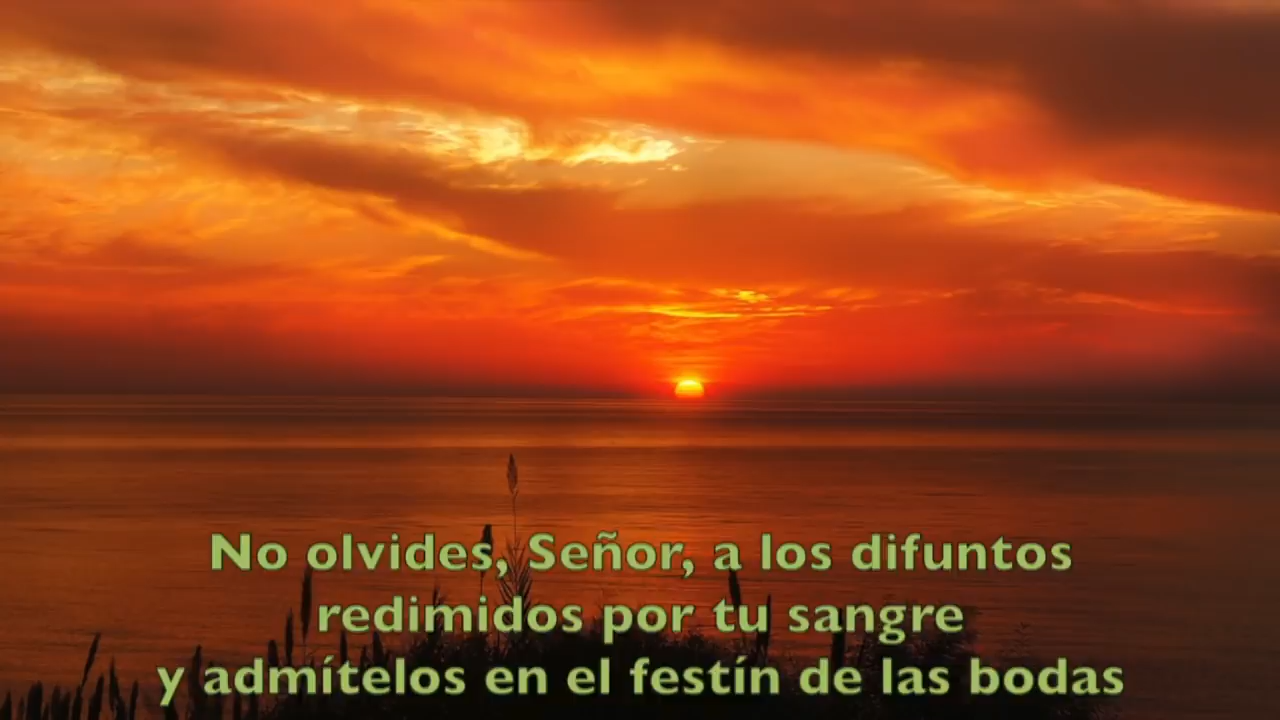 No olvides, Señor, a los difuntos
redimidos por tu sangre
y admítelos en el festín de las bodas